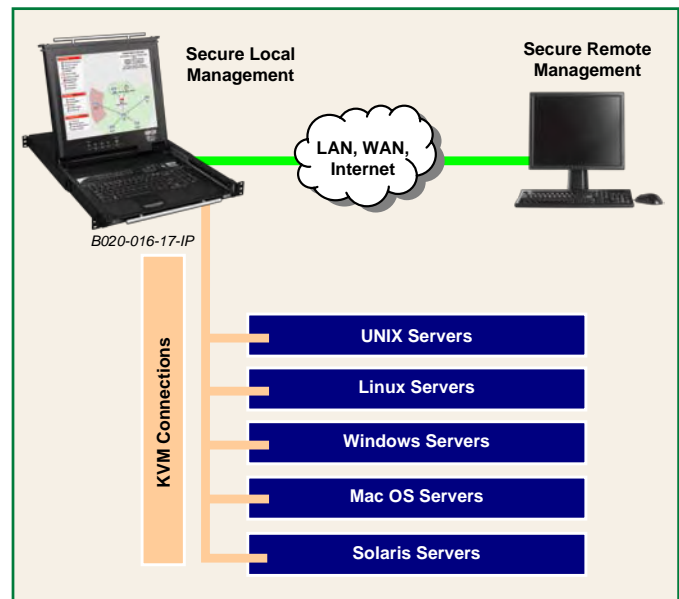 Secure Local
Management
Secure Remote
Management
LAN, WAN,
Internet
B020-016-17-IP
KVM Connections
UNIX Servers
Linux Servers
Windows Servers
Mac OS Servers
Solaris Servers